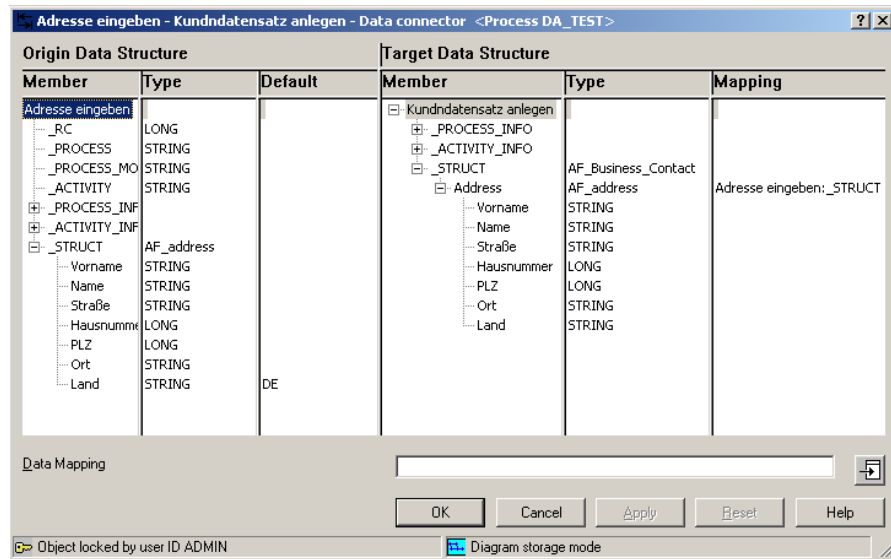 Adresse eingeben - Kundndatensatz anlegen - Data connector <Process DA_TEST>
Origin Data Structure Target Data Structure
Member Type Default Member Type Mapping
Adresse eingeben Kundndatensatz anlegen
_RC LONG _PROCESS_INFO
_PROCESS STRING _ACTIVITY_INFO
_PROCESS_MO STRING _STRUCT AF_Business_Contact
_ACTIVITY STRING Address AF_address Adresse eingeben:_STRUCT
_PROCESS_INF Vorname STRING
_ACTIVITY_INF Name STRING
_STRUCT AF_address Straße STRING
Vorname STRING Hausnummer LONG
Name STRING PLZ LONG
Straße STRING Ort STRING
Hausnumme LONG Land STRING
PLZ LONG
Ort STRING
Land STRING DE
Data Mapping
OK Cancel Apply Reset Help
Object locked by user ID ADMIN Diagram storage mode